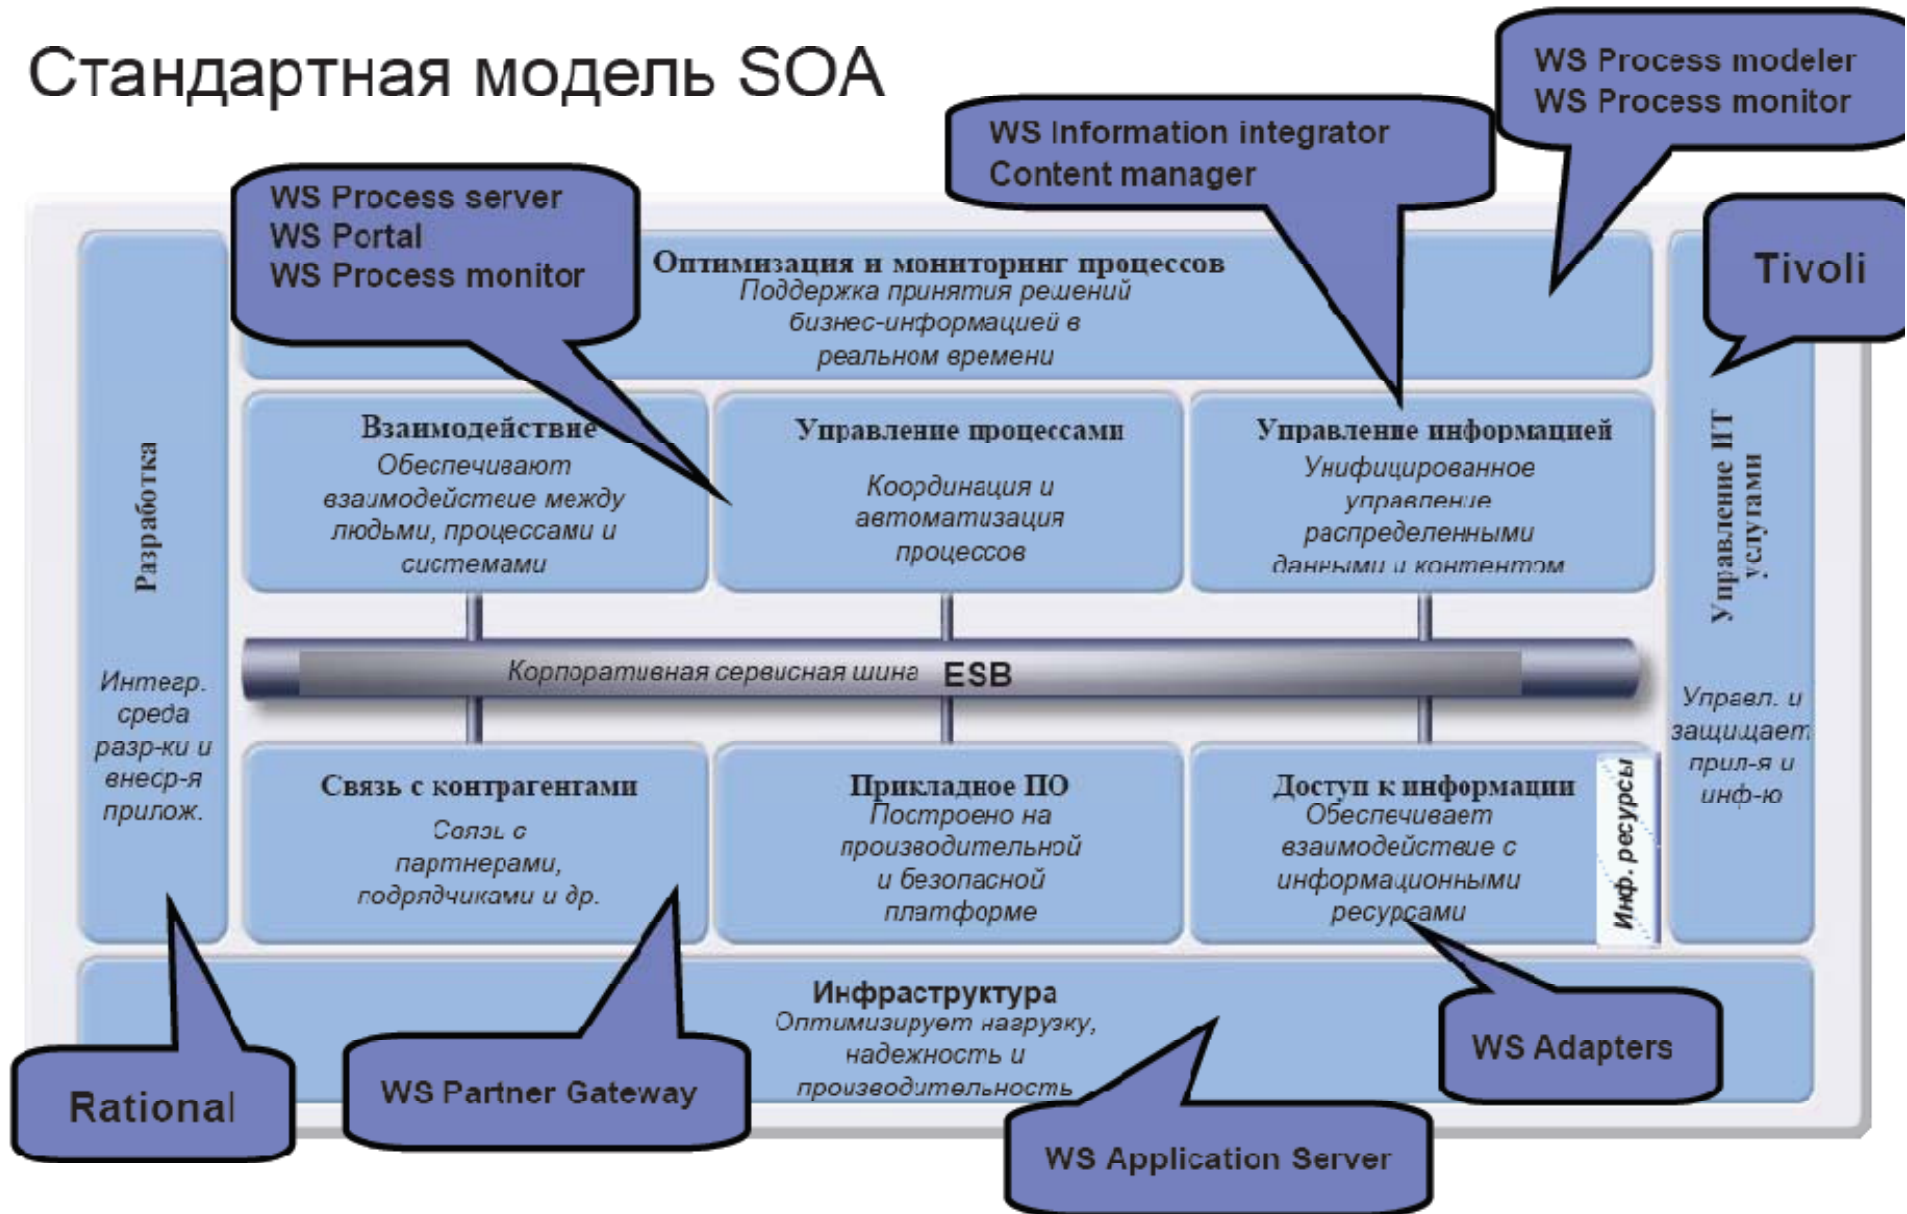 Стандартная модель SOA
WS Process modeler
WS Process monitor
WS Information integrator
Content manager
WS Process server
WS Portal
WS Process monitor
Tivoli
Оптимизация и мониторинг процессов
Поддержка принятия решений
бизнес-информацией в
реальном времени
Разработка
Интегр.
среда
разр-ки и
внедр-я
прилож.
Взаимодействие
Обеспечивают
взаимодействие между
людьми, процессами и
системами
Управление процессами
Координация и
автоматизация
процессов
Управление информацией
Унифицированное
управление
распределенными
данными и контентом
Управление ИТ
услугами
Управл. и
защищает
прил-я и
инф-ю
Корпоративная сервисная шина ESB
Связь с контрагентами
Связь с
партнерами,
подрядчиками и др.
Прикладное ПО
Построено на
производительной
и безопасной
платформе
Доступ к информации
Обеспечивает
взаимодействие с
информационными
ресурсами
Инф. ресурсы
Инфраструктура
Оптимизирует нагрузку,
надежность и
производительность
Rational
WS Partner Gateway
WS Application Server
WS Adapters